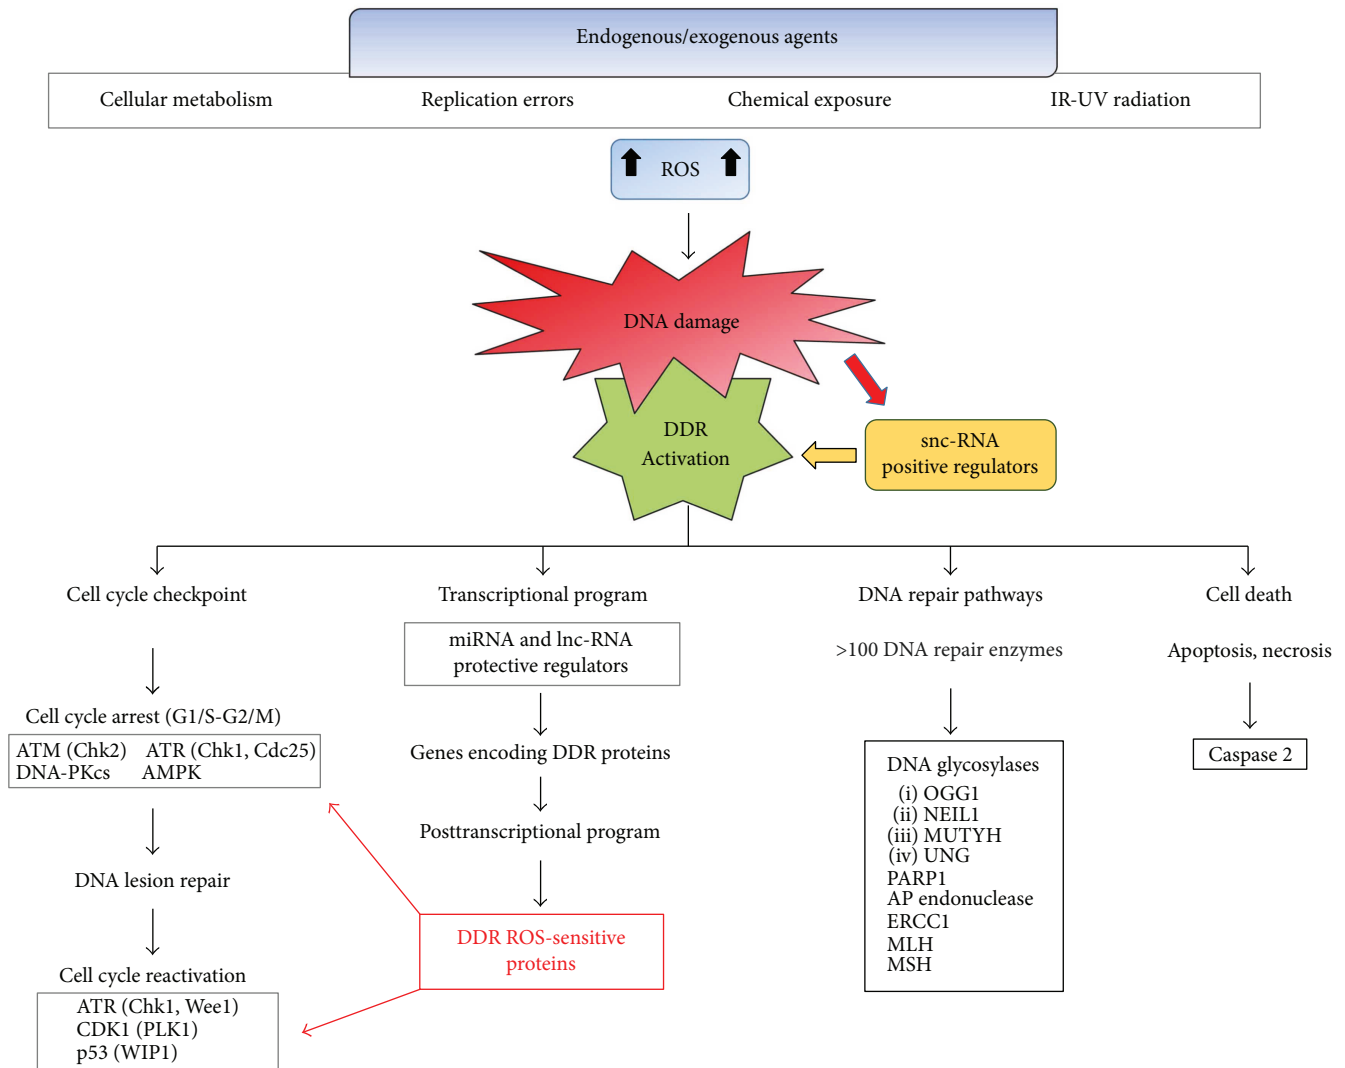 Endogenous/exogenous agents
Cellular metabolism Replication errors Chemical exposure IR-UV radiation
ROS
DNA damage
DDR
Activation
snc-RNA
positive regulators
Cell cycle checkpoint
Cell cycle arrest (G1/S-G2/M)
ATM (Chk2) ATR (Chk1, Cdc25)
DNA-PKcs AMPK
DNA lesion repair
Cell cycle reactivation
ATR (Chk1, Wee1)
CDK1 (PLK1)
p53 (WIP1)
Transcriptional program
miRNA and lnc-RNA
protective regulators
Genes encoding DDR proteins
Posttranscriptional program
DDR ROS-sensitive
proteins
DNA repair pathways
>100 DNA repair enzymes
DNA glycosylases
(i) OGG1
(ii) NEIL1
(iii) MUTYH
(iv) UNG
PARP1
AP endonuclease
ERCC1
MLH
MSH
Cell death
Apoptosis, necrosis
Caspase 2